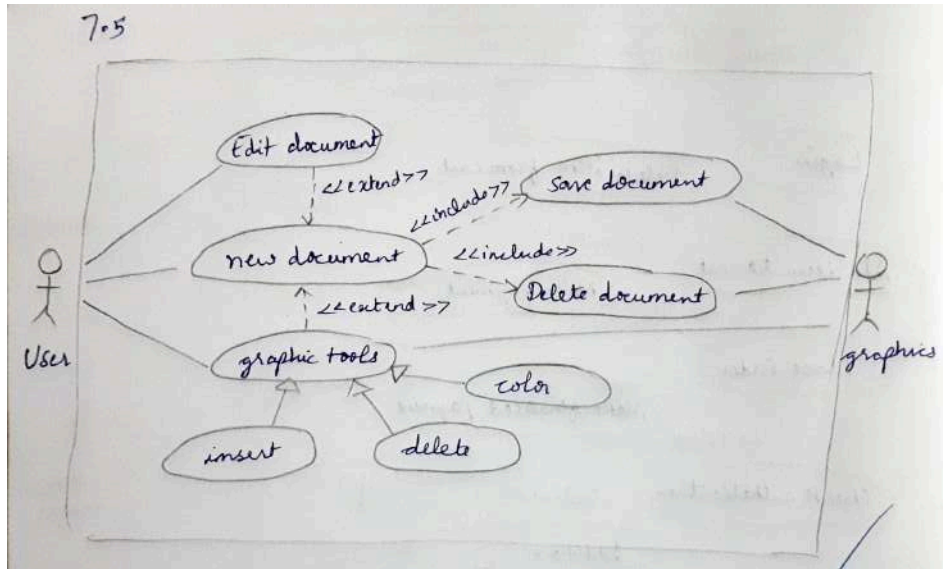 7.5
Edit document
<<extend>>
<<include>>
Save document
new document
<<include>>
Delete document
<<extend>>
User
graphic tools
graphics
color
insert
delete